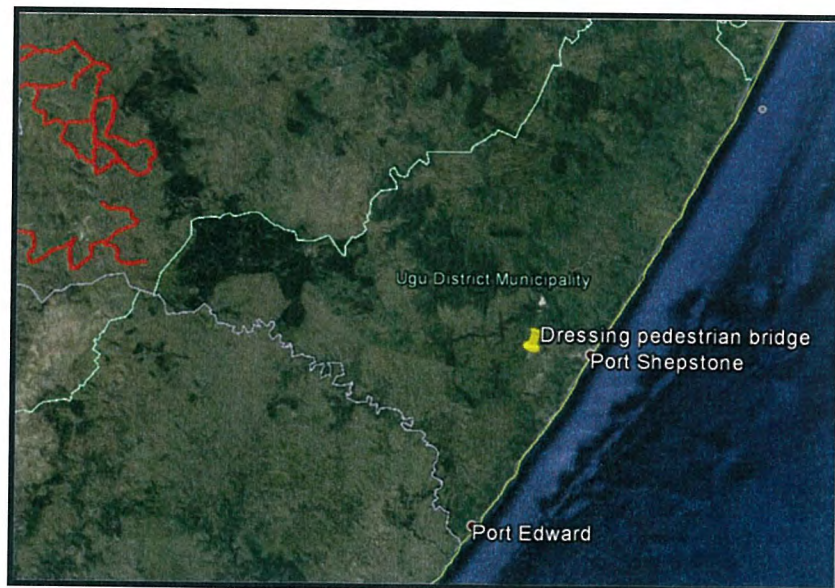 Ugu District Municipality
Dressing pedestrian bridge
Port Shepstone
Port Edward